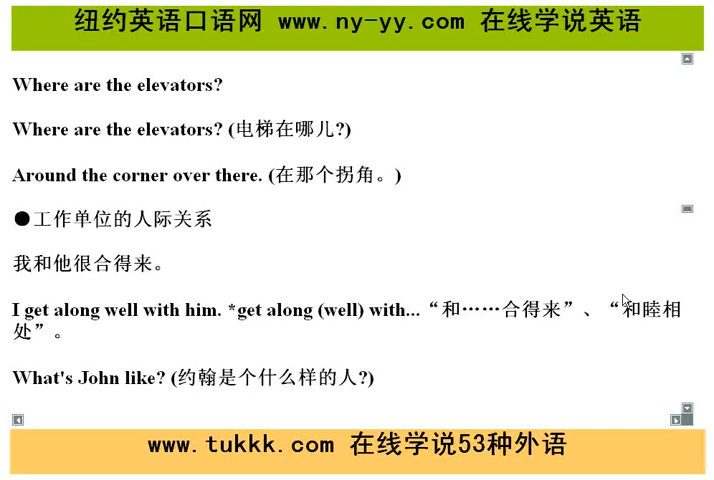 纽约英语口语网 www.ny-yy.com 在线学说英语
Where are the elevators?
Where are the elevators? (电梯在哪儿?)
Around the corner over there. (在那个拐角。)
●工作单位的人际关系
我和他很合得来。
I get along well with him. *get along (well) with...“和……合得来”、“和睦相
处”。
What's John like? (约翰是个什么样的人?)
www.tukkk.com 在线学说53种外语